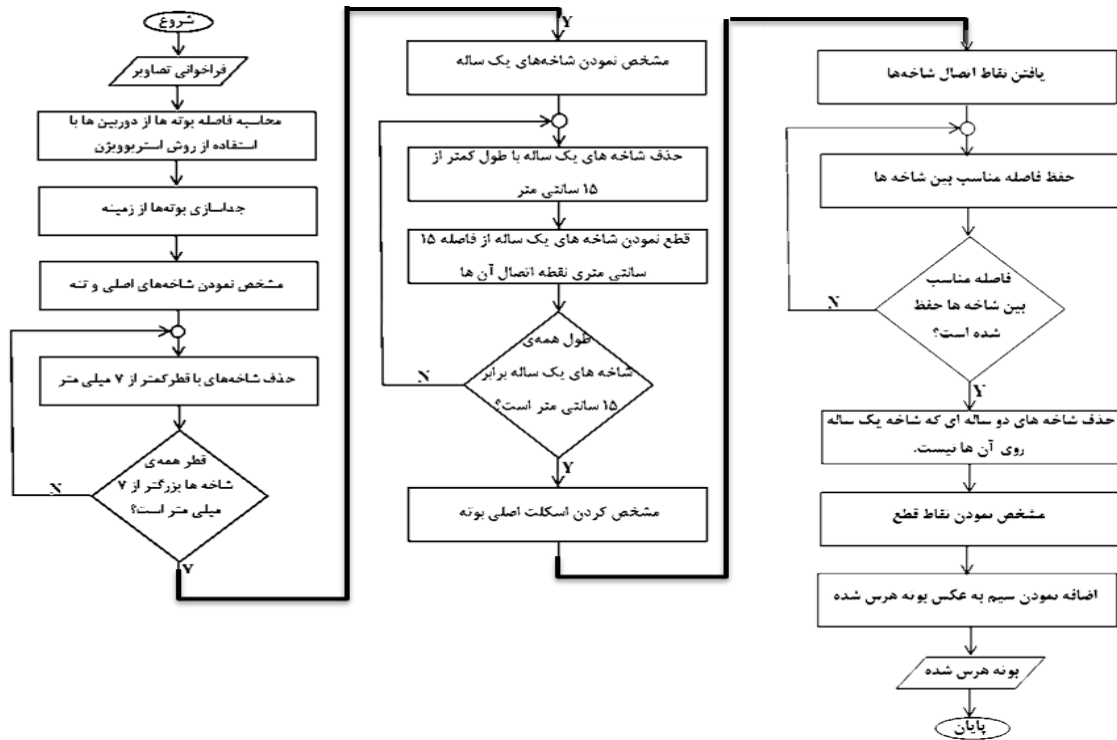 شروع
فراخوانی تصاویر
محاسبه فاصله بوته ها از دوربین ها با
استفاده از روش استریوویژن
جداسازی بوته‌ها از زمینه
مشخص نمودن شاخه‌های اصلی و تنه
حذف شاخه‌های با قطر کمتر از ۷ میلی متر
قطر همه‌ی
شاخه ها بزرگتر از ۷
میلی متر است؟
N
Y
Y
مشخص نمودن شاخه‌های یک ساله
حذف شاخه های یک ساله با طول کمتر از
۱۵ سانتی متر
قطع نمودن شاخه های یک ساله از فاصله ۱۵
سانتی متری نقطه اتصال آن ها
طول همه‌ی
شاخه های یک ساله برابر
۱۵ سانتی متر است؟
N
Y
مشخص کردن اسکلت اصلی بوته
یافتن نقاط اتصال شاخه‌ها
حفظ فاصله مناسب بین شاخه ها
فاصله مناسب
بین شاخه ها حفظ
شده است؟
N
Y
حذف شاخه های دو ساله ای که شاخه یک ساله
روی آن ها نیست.
مشخص نمودن نقاط قطع
اضافه نمودن سیم به عکس بوته هرس شده
بوته هرس شده
پایان